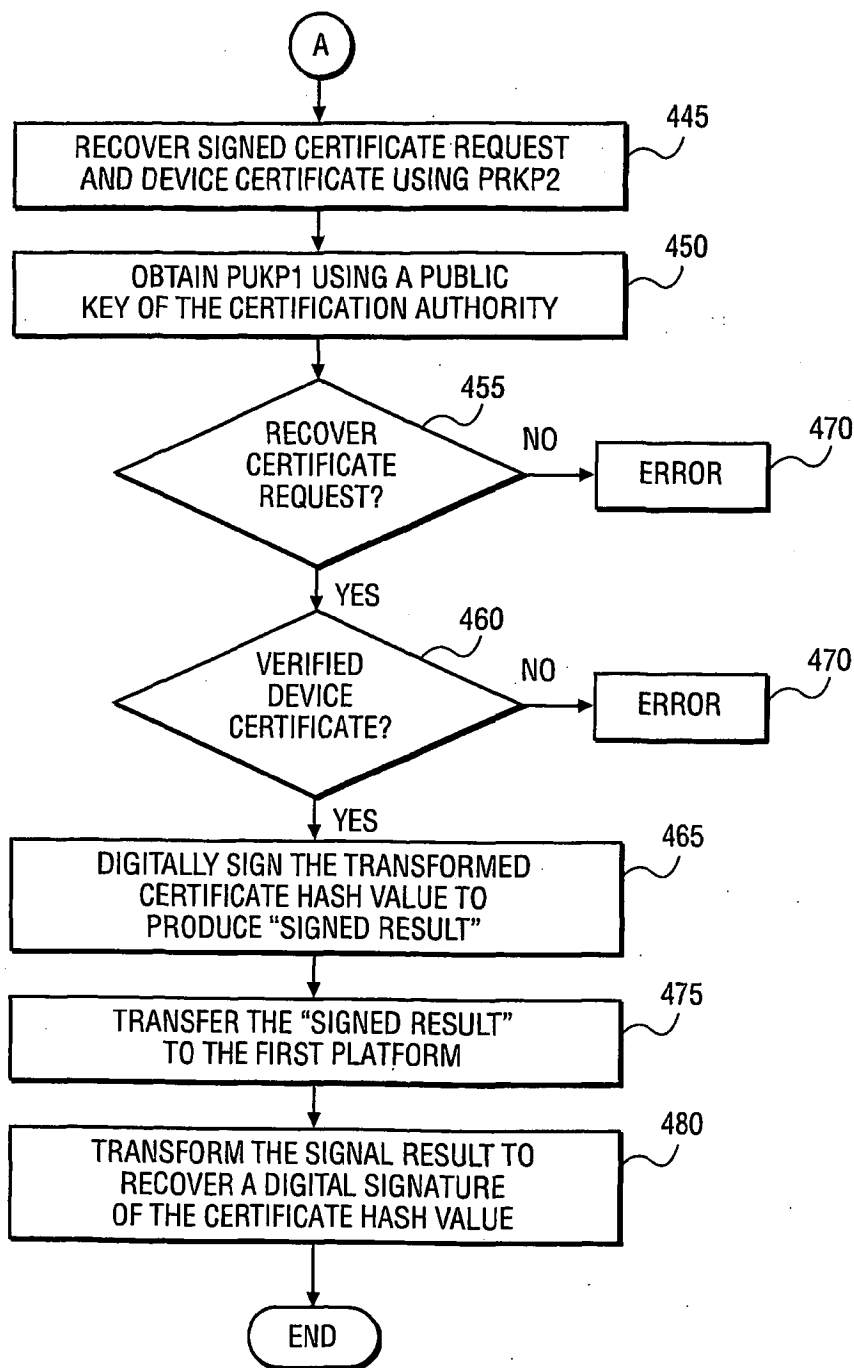 A
445
RECOVER SIGNED CERTIFICATE REQUEST
AND DEVICE CERTIFICATE USING PRKP2
450
OBTAIN PUKP1 USING A PUBLIC
KEY OF THE CERTIFICATION AUTHORITY
455
RECOVER
CERTIFICATE
REQUEST?
NO
470
ERROR
YES
460
VERIFIED
DEVICE
CERTIFICATE?
NO
470
ERROR
YES
465
DIGITALLY SIGN THE TRANSFORMED
CERTIFICATE HASH VALUE TO
PRODUCE “SIGNED RESULT”
475
TRANSFER THE “SIGNED RESULT”
TO THE FIRST PLATFORM
480
TRANSFORM THE SIGNAL RESULT TO
RECOVER A DIGITAL SIGNATURE
OF THE CERTIFICATE HASH VALUE
END